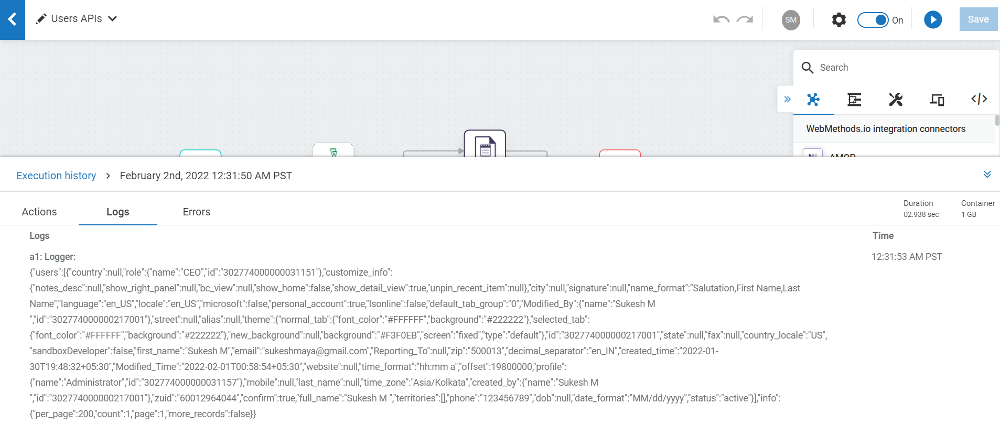 Users APIs
SM
On
Save
Search
WebMethods.io integration connectors
Execution history > February 2nd, 2022 12:31:50 AM PST
Actions
Logs
Errors
Duration
02.938 sec
Container
1 GB
Logs
Time
a1: Logger:
12:31:53 AM PST
{"users":[{"country":null,"role":{"name":"CEO","id":"302774000000031151"},"customize_info":
{"notes_desc":null,"show_right_panel":null,"bc_view":null,"show_home":false,"show_detail_view":true,"unpin_recent_item":null},"city":null,"signature":null,"name_format":"Salutation,First Name,Last
Name","language":"en_US","locale":"en_US","microsoft":false,"personal_account":true,"Isonline":false,"default_tab_group":"0","Modified_By":{"name":"Sukesh M
","id":"302774000000217001"},"street":null,"alias":null,"theme":{"normal_tab":{"font_color":"#FFFFFF","background":"#222222"},"selected_tab":
{"font_color":"#FFFFFF","background":"#222222"},"new_background":null,"background":"#F3F0EB","screen":"fixed","type":"default"},"id":"302774000000217001","state":null,"fax":null,"country_locale":"US",
"sandboxDeveloper":false,"first_name":"Sukesh M","email":"sukeshmaya@gmail.com","Reporting_To":null,"zip":"500013","decimal_separator":"en_IN","created_time":"2022-01-
30T19:48:32+05:30","Modified_Time":"2022-02-01T00:58:54+05:30","website":null,"time_format":"hh:mm a","offset":19800000,"profile":
{"name":"Administrator","id":"302774000000031157"},"mobile":null,"last_name":null,"time_zone":"Asia/Kolkata","created_by":{"name":"Sukesh M
","id":"302774000000217001"},"zuid":"60012964044","confirm":true,"full_name":"Sukesh M ","territories":[],"phone":"123456789","dob":null,"date_format":"MM/dd/yyyy","status":"active"}],"info":
{"per_page":200,"count":1,"page":1,"more_records":false}}